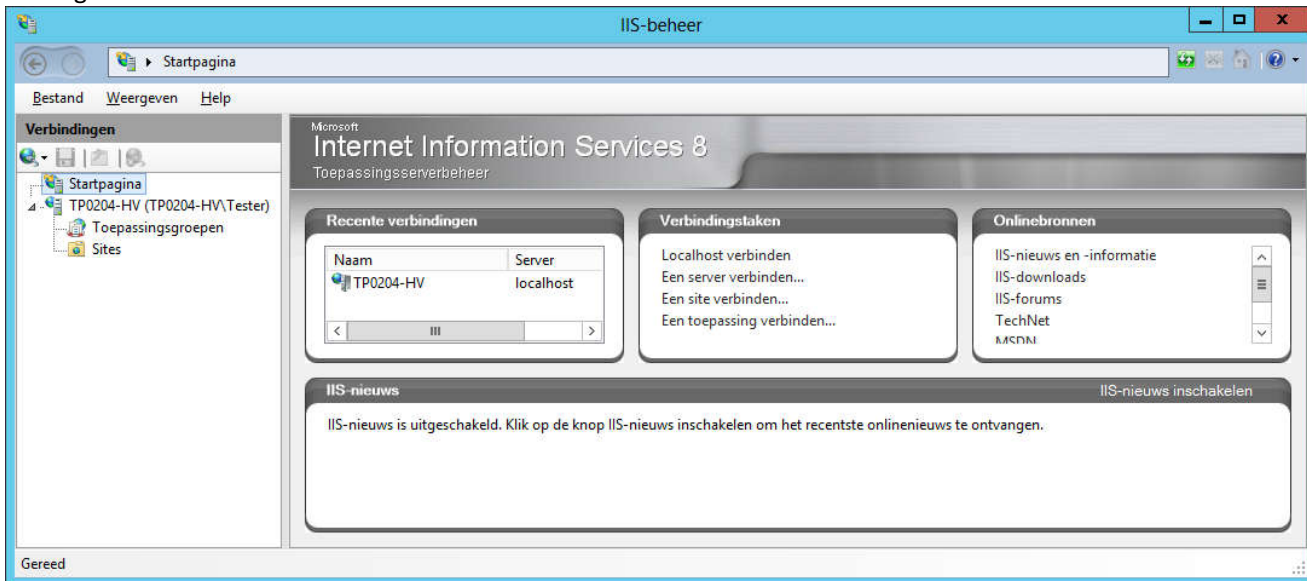 IIS-beheer
Startpagina
Bestand Weergeven Help
Verbindingen
Startpagina
TP0204-HV (TP0204-HV\Tester)
Toepassingsgroepen
Sites
Microsoft
Internet Information Services 8
Toepassingsserverbeheer
Recente verbindingen
Naam Server
TP0204-HV localhost
Verbindingstaken
Localhost verbinden
Een server verbinden...
Een site verbinden...
Een toepassing verbinden...
Onlinebronnen
IIS-nieuws en -informatie
IIS-downloads
IIS-forums
TechNet
MSDN
IIS-nieuws IIS-nieuws inschakelen
IIS-nieuws is uitgeschakeld. Klik op de knop IIS-nieuws inschakelen om het recentste onlinenieuws te ontvangen.
Gereed